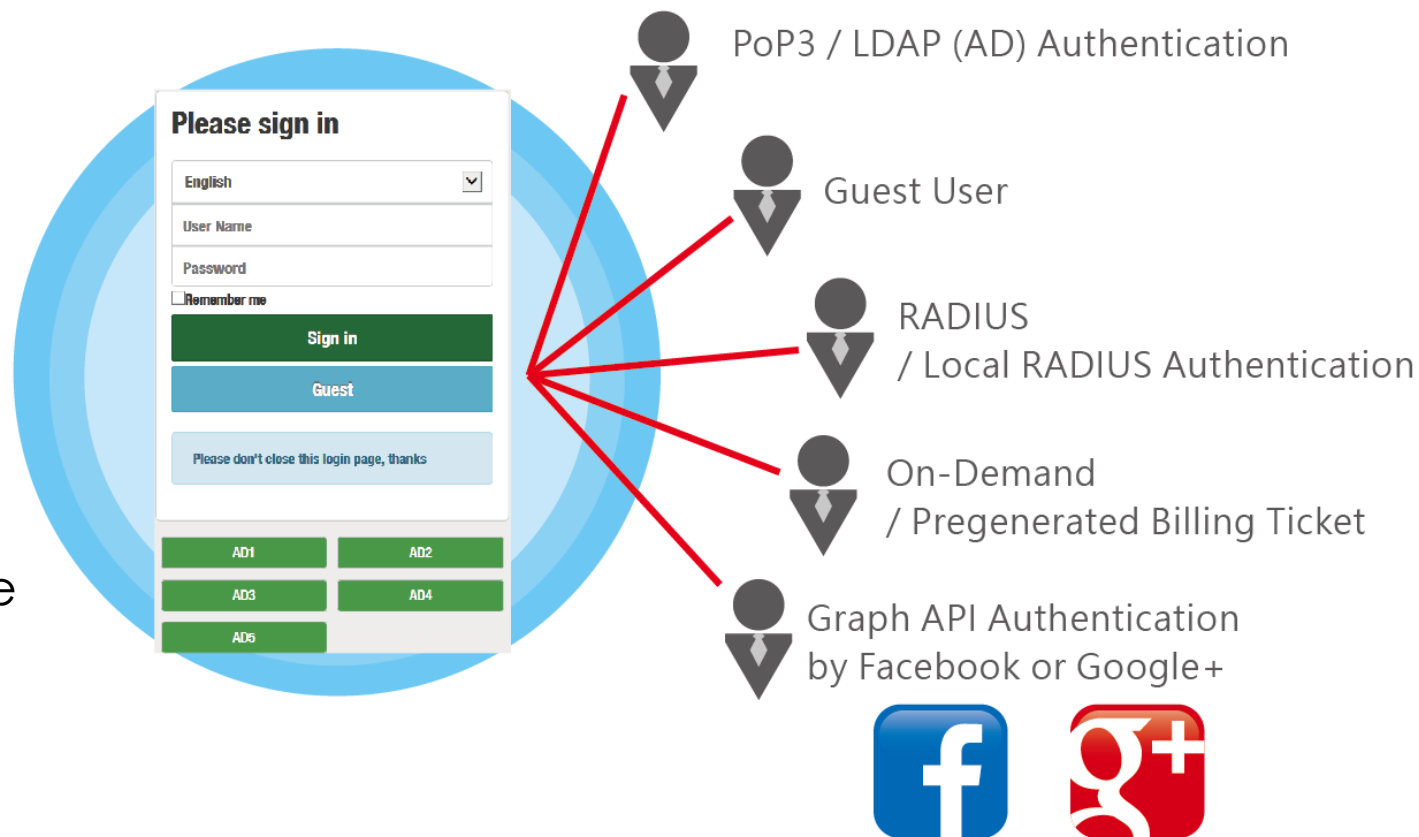 Please sign in
English
User Name
Password
Remember me
Sign in
Guest
Please don't close this login page, thanks
AD1
AD2
AD3
AD4
AD5
e
PoP3 / LDAP (AD) Authentication
Guest User
RADIUS
/ Local RADIUS Authentication
On-Demand
/ Pregenerated Billing Ticket
Graph API Authentication
by Facebook or Google+
f
g+